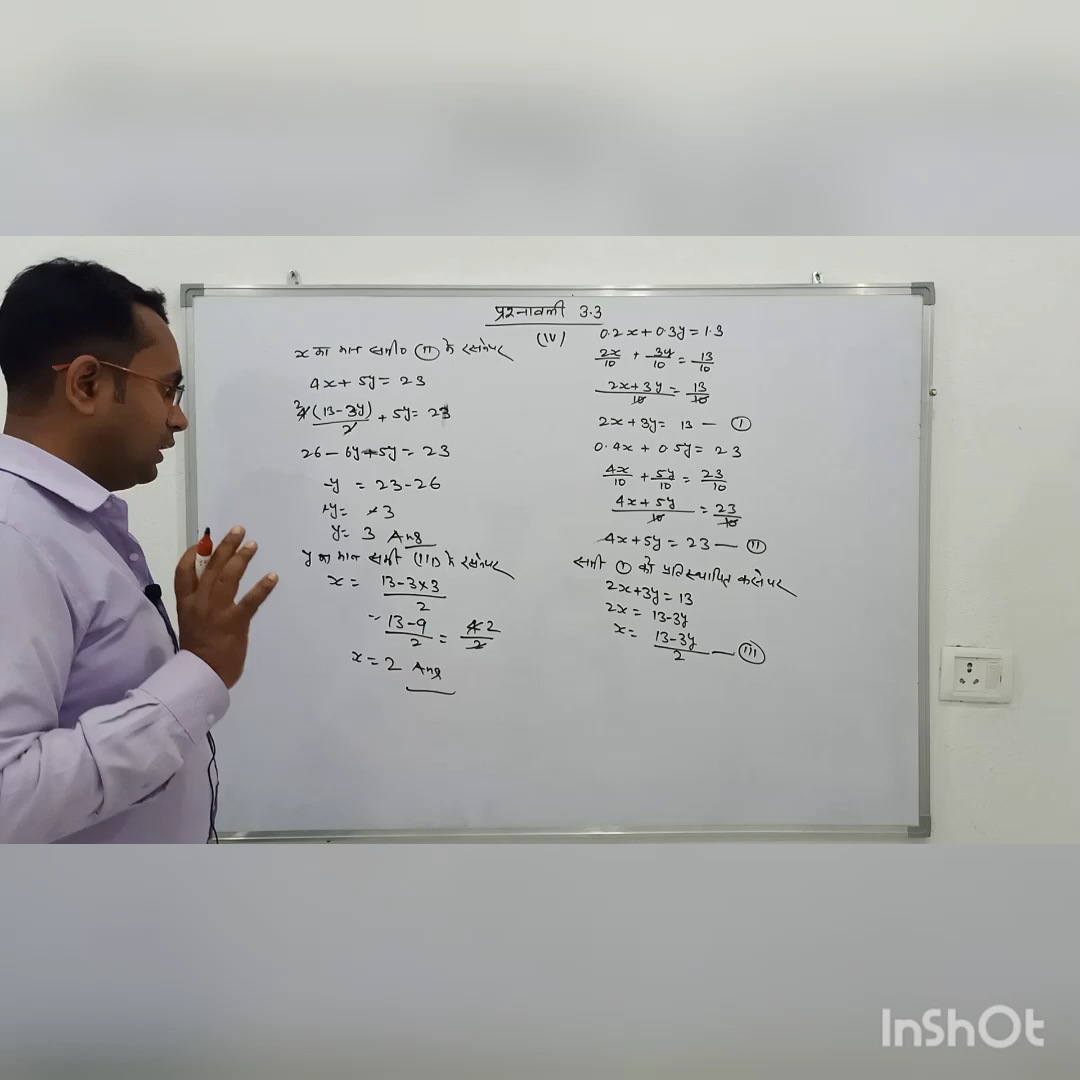 प्रश्नावली 3.3
(IV)
0.2x + 0.3y = 1.3
2x/10 + 3y/10 = 13/10
2x + 3y/10 = 13/10
2x + 3y = 13 — (I)
0.4x + 0.5y = 23
4x/10 + 5y/10 = 23/10
4x + 5y/10 = 23/10
4x + 5y = 23 — (II)
समी (I) को प्रतिस्थापित करने पर
2x + 3y = 13
2x = 13 - 3y
x = 13 - 3y/2 — (III)
x का मान समी० (II) मे रखने पर
4x + 5y = 23
4(13 - 3y)/2 + 5y = 23
26 - 6y + 5y = 23
-y = 23 - 26
+y = +3
y = 3 Ans
y का मान समी (III) मे रखने पर
x = 13 - 3×3/2
= 13 - 9/2 = 4 2/2
x = 2 Ans
InShOt